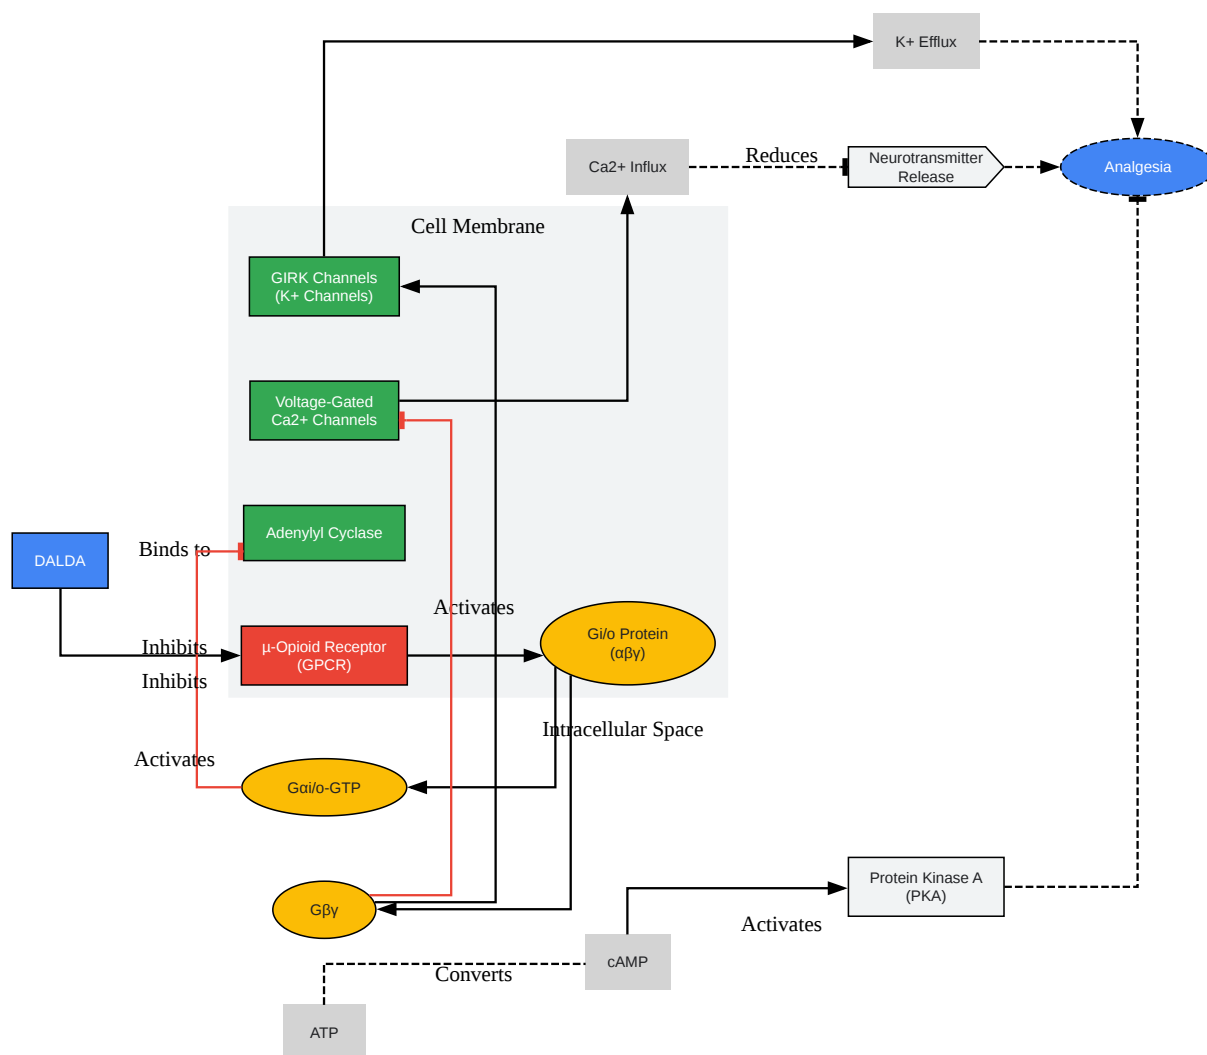 K+ Efflux
Ca2+ Influx
Reduces
Neurotransmitter
Release
Analgesia
Cell Membrane
GIRK Channels
(K+ Channels)
Voltage-Gated
Ca2+ Channels
Adenylyl Cyclase
Binds to
DALDA
Activates
Gi/o Protein
(αβγ)
Inhibits
µ-Opioid Receptor
(GPCR)
Inhibits
Intracellular Space
Activates
Gαi/o-GTP
Protein Kinase A
(PKA)
Gβγ
Activates
cAMP
Converts
ATP